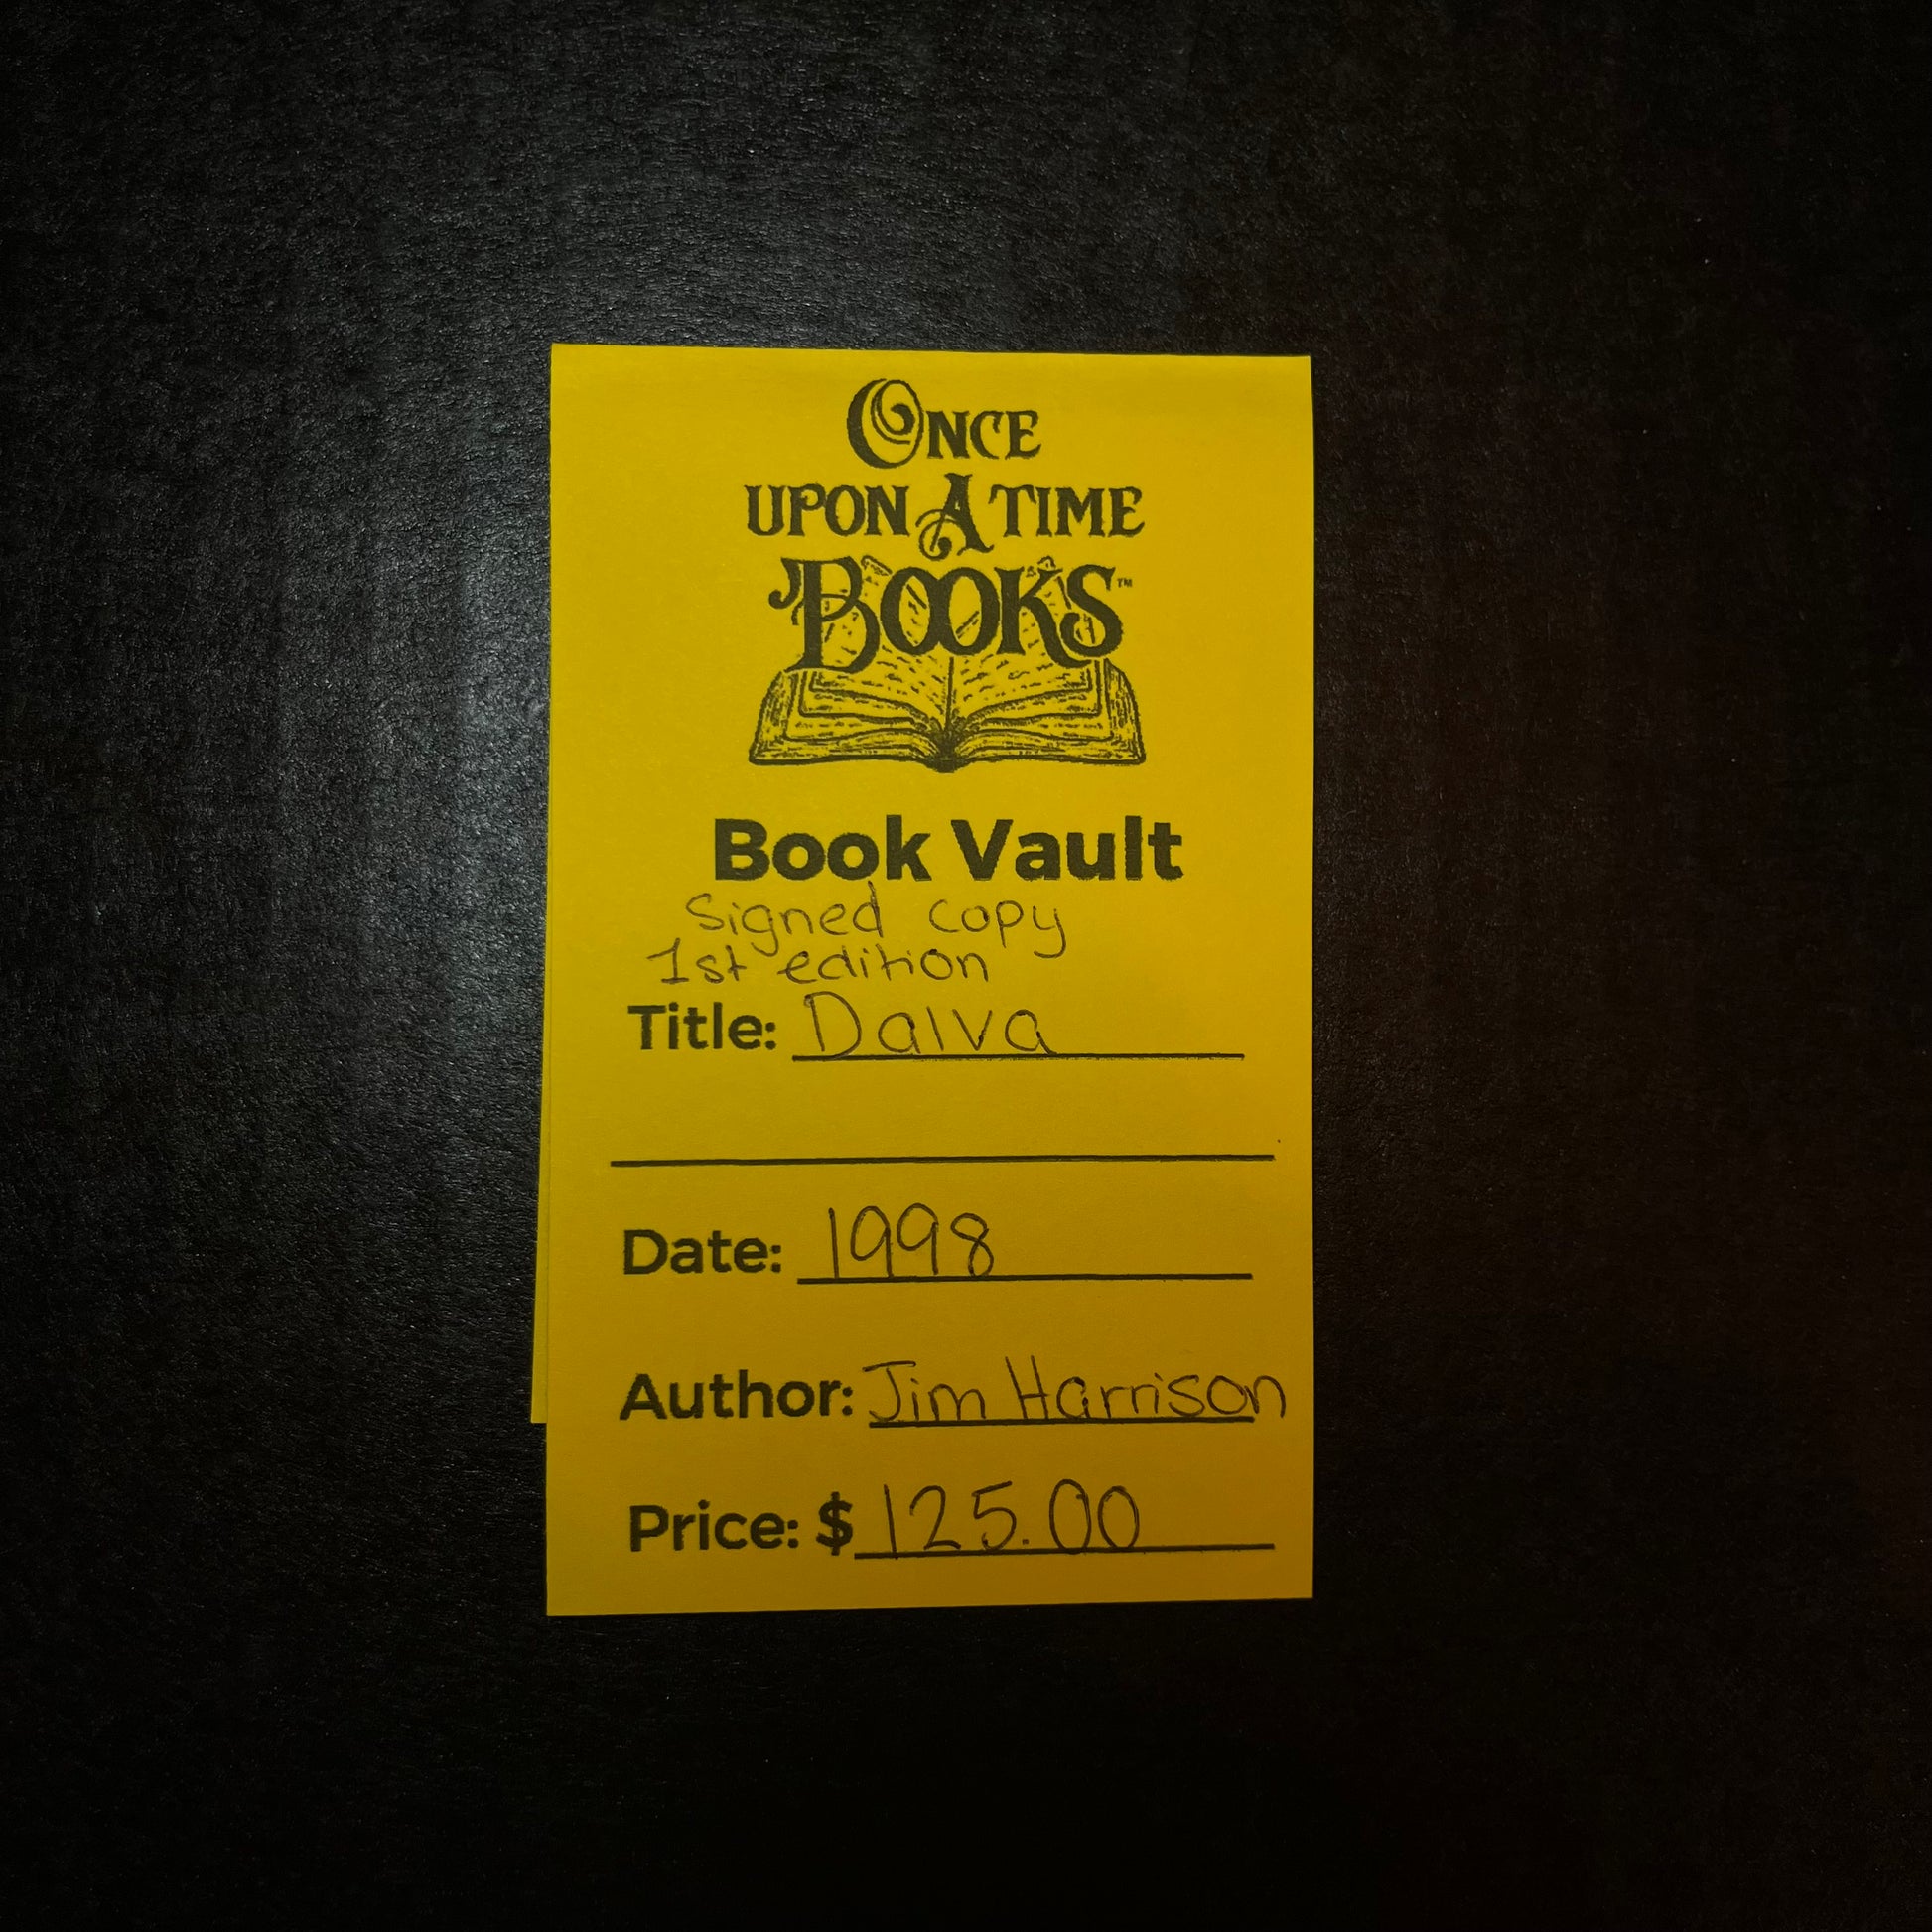 ONCE
UPON A TIME
BOOKS™
Book Vault
Signed copy
1st edition
Title: Dalva
Date: 1998
Author: Jim Harrison
Price: $ 125.00